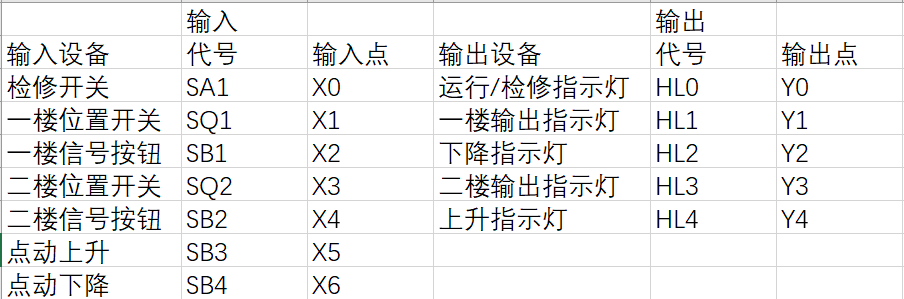 输入 输出
输入设备 代号 输入点 输出设备 代号 输出点
检修开关 SA1 X0 运行/检修指示灯 HL0 Y0
一楼位置开关 SQ1 X1 一楼输出指示灯 HL1 Y1
一楼信号按钮 SB1 X2 下降指示灯 HL2 Y2
二楼位置开关 SQ2 X3 二楼输出指示灯 HL3 Y3
二楼信号按钮 SB2 X4 上升指示灯 HL4 Y4
点动上升 SB3 X5
点动下降 SB4 X6